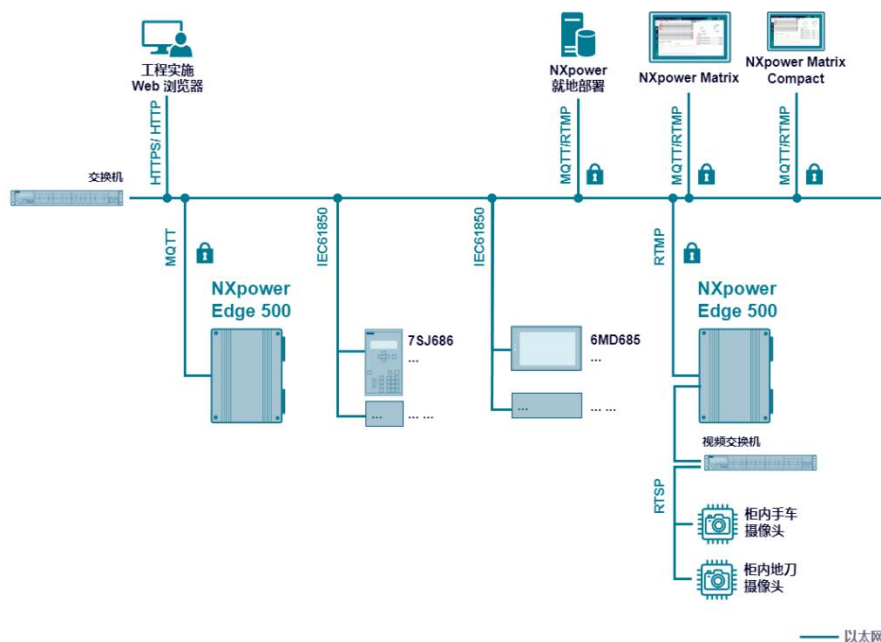 工程实施
Web 浏览器
NXpower
就地部署
NXpower Matrix
NXpower Matrix
Compact
HTTPS/ HTTP
MQTT/RTMP
MQTT/RTMP
MQTT/RTMP
交换机
MQTT
IEC61850
IEC61850
RTMP
NXpower
Edge 500
7SJ686
...
...
... ...
6MD685
...
...
... ...
NXpower
Edge 500
视频交换机
RTSP
柜内手车
摄像头
柜内地刀
摄像头
以太网